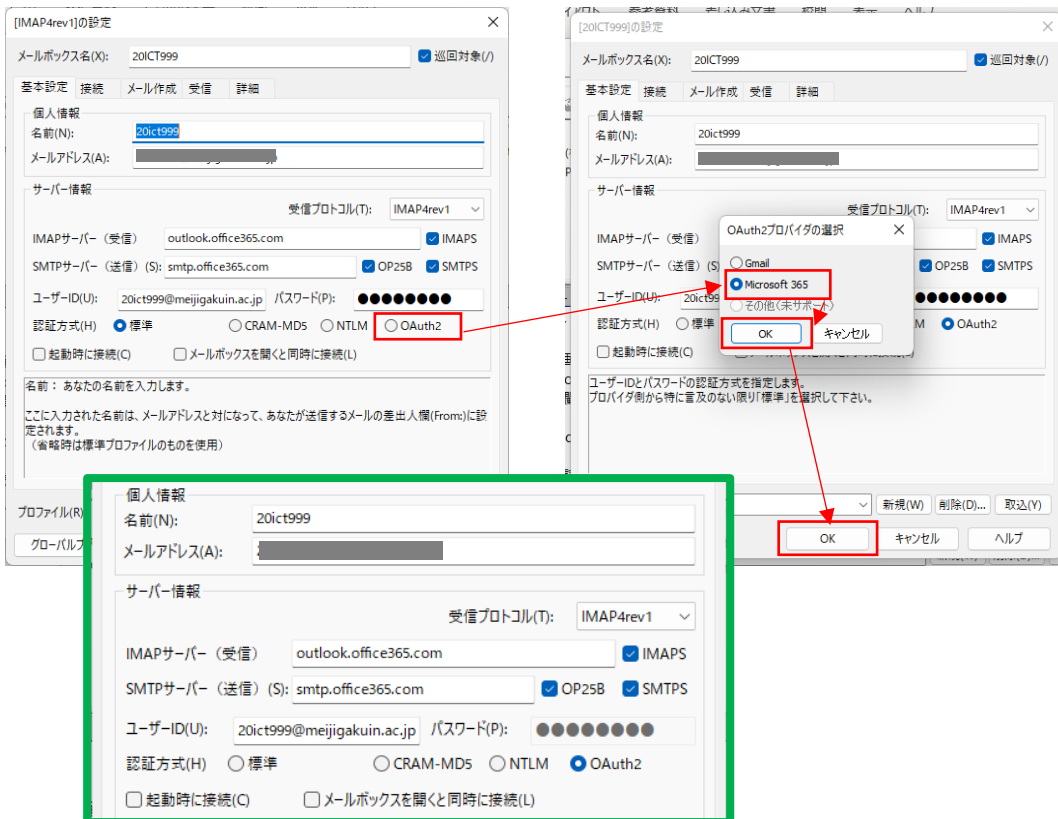 [IMAP4rev1]の設定
メールボックス名(X): 20ICT999 巡回対象(/)
基本設定 接続 メール作成 受信 詳細
個人情報
名前(N): 20ict999
メールアドレス(A):
サーバー情報
受信プロトコル(T): IMAP4rev1
IMAPサーバー（受信） outlook.office365.com IMAPS
SMTPサーバー（送信）(S): smtp.office365.com OP25B SMTPS
ユーザーID(U): 20ict999@meijigakuin.ac.jp パスワード(P): ●●●●●●●●
認証方式(H) 標準 CRAM-MD5 NTLM OAuth2
起動時に接続(C) メールボックスを開くと同時に接続(L)
名前： あなたの名前を入力します。
ここに入力された名前は、メールアドレスと対になって、あなたが送信するメールの差出人欄(From:)に設
定されます。
（省略時は標準プロファイルのものを使用）
プロファイル(R)
グローバルプ
[20ICT999]の設定
メールボックス名(X): 20ICT999 巡回対象(/)
基本設定 接続 メール作成 受信 詳細
個人情報
名前(N): 20ict999
メールアドレス(A):
サーバー情報
受信プロトコル(T): IMAP4rev1
IMAPサーバー（受信） IMAPS
SMTPサーバー（送信）(S) OP25B SMTPS
ユーザーID(U): 20ict99 ●●●●●●●●
認証方式(H) 標準 M OAuth2
起動時に接続(C)
OAuth2プロバイダの選択
Gmail
Microsoft 365
その他(未サポート)
OK キャンセル
ユーザーIDとパスワードの認証方式を指定します。
プロバイダ側から特に言及のない限り「標準」を選択して下さい。
新規(W) 削除(D)... 取込(Y)
OK キャンセル ヘルプ
個人情報
名前(N): 20ict999
メールアドレス(A):
サーバー情報
受信プロトコル(T): IMAP4rev1
IMAPサーバー（受信） outlook.office365.com IMAPS
SMTPサーバー（送信）(S): smtp.office365.com OP25B SMTPS
ユーザーID(U): 20ict999@meijigakuin.ac.jp パスワード(P): ●●●●●●●●
認証方式(H) 標準 CRAM-MD5 NTLM OAuth2
起動時に接続(C) メールボックスを開くと同時に接続(L)